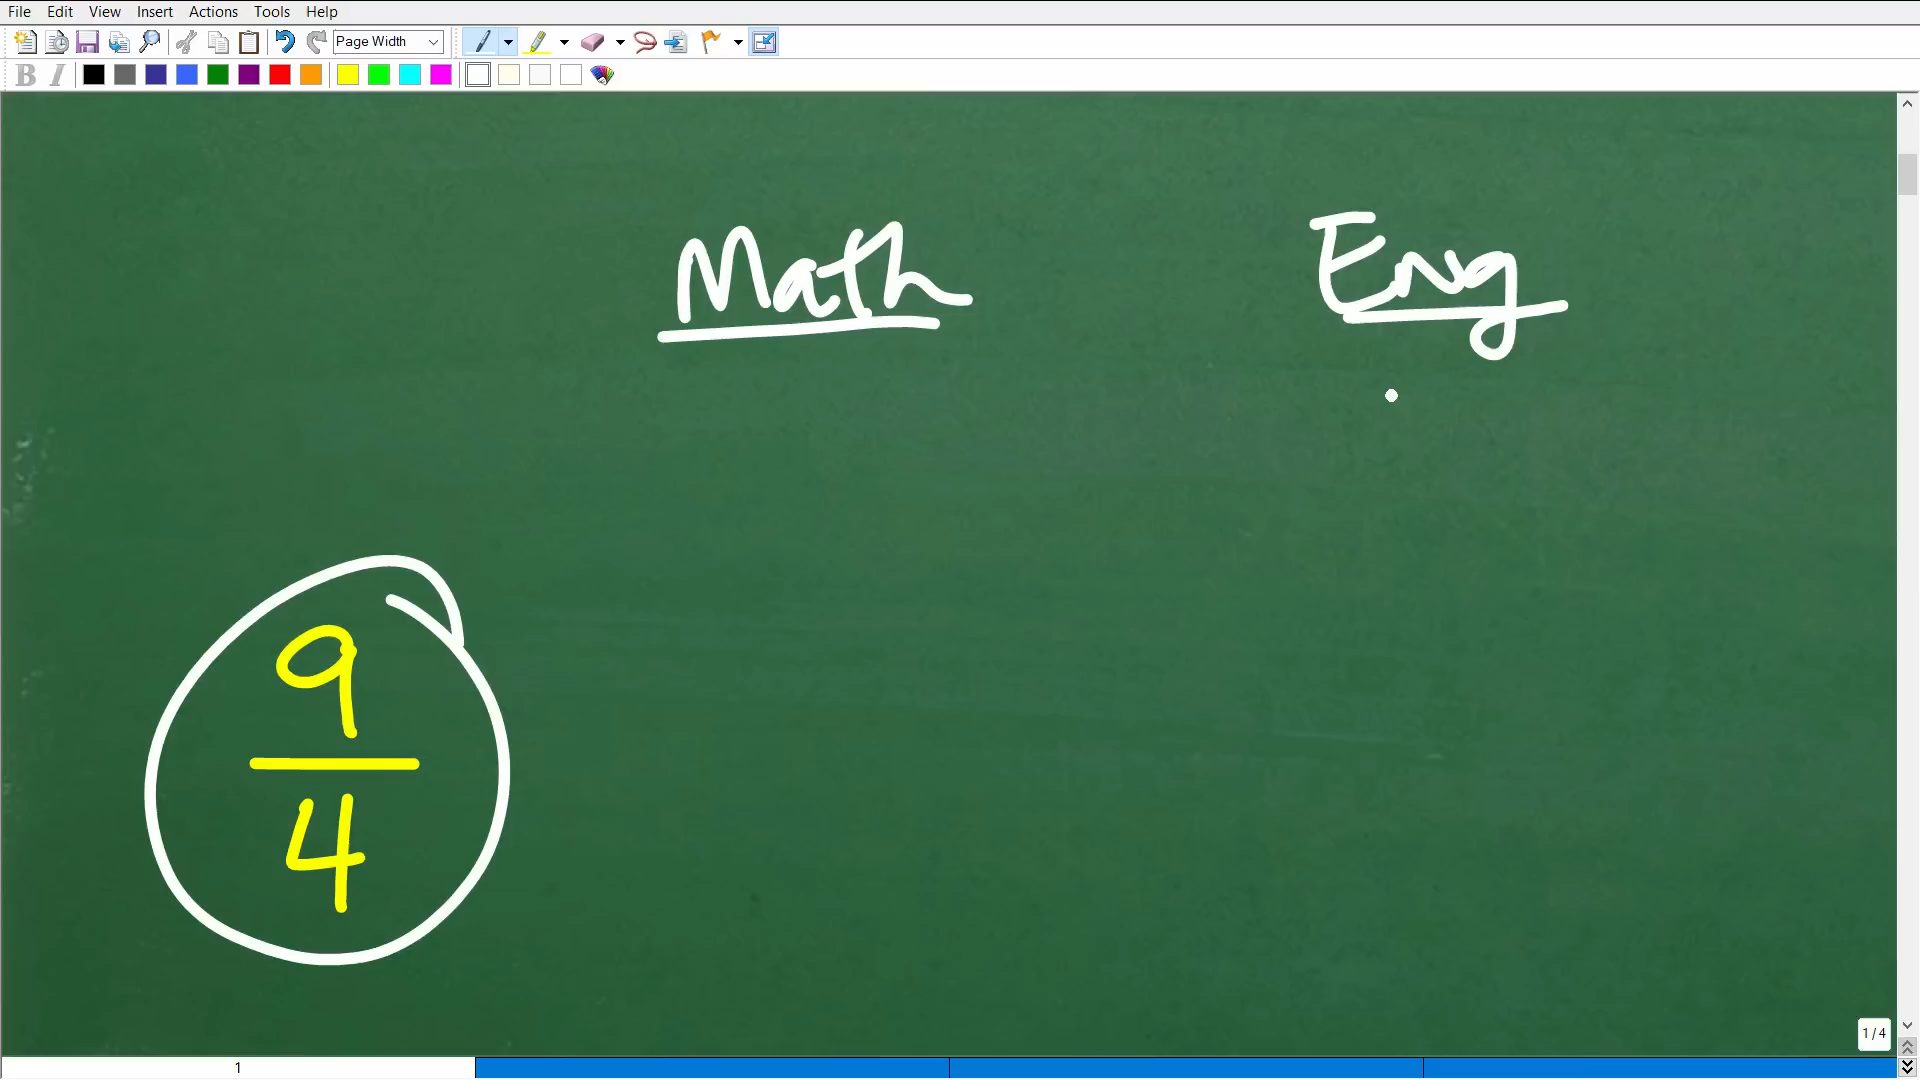 File Edit View Insert Actions Tools Help
Page Width
B I
Math Eng
9
4
1 / 4
1